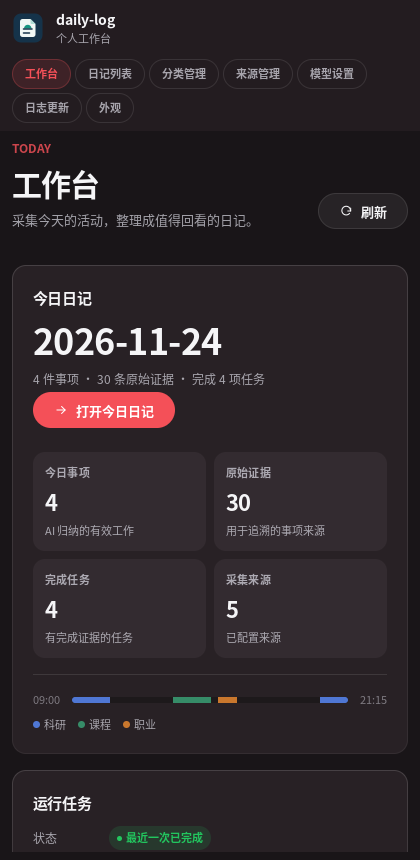 daily-log
个人工作台
工作台 日记列表 分类管理 来源管理 模型设置
日志更新 外观
TODAY
工作台
采集今天的活动，整理成值得回看的日记。
刷新
今日日记
2026-11-24
4 件事项 · 30 条原始证据 · 完成 4 项任务
打开今日日记
今日事项
4
AI 归纳的有效工作
原始证据
30
用于追溯的事项来源
完成任务
4
有完成证据的任务
采集来源
5
已配置来源
09:00 21:15
科研 课程 职业
运行任务
状态 最近一次已完成